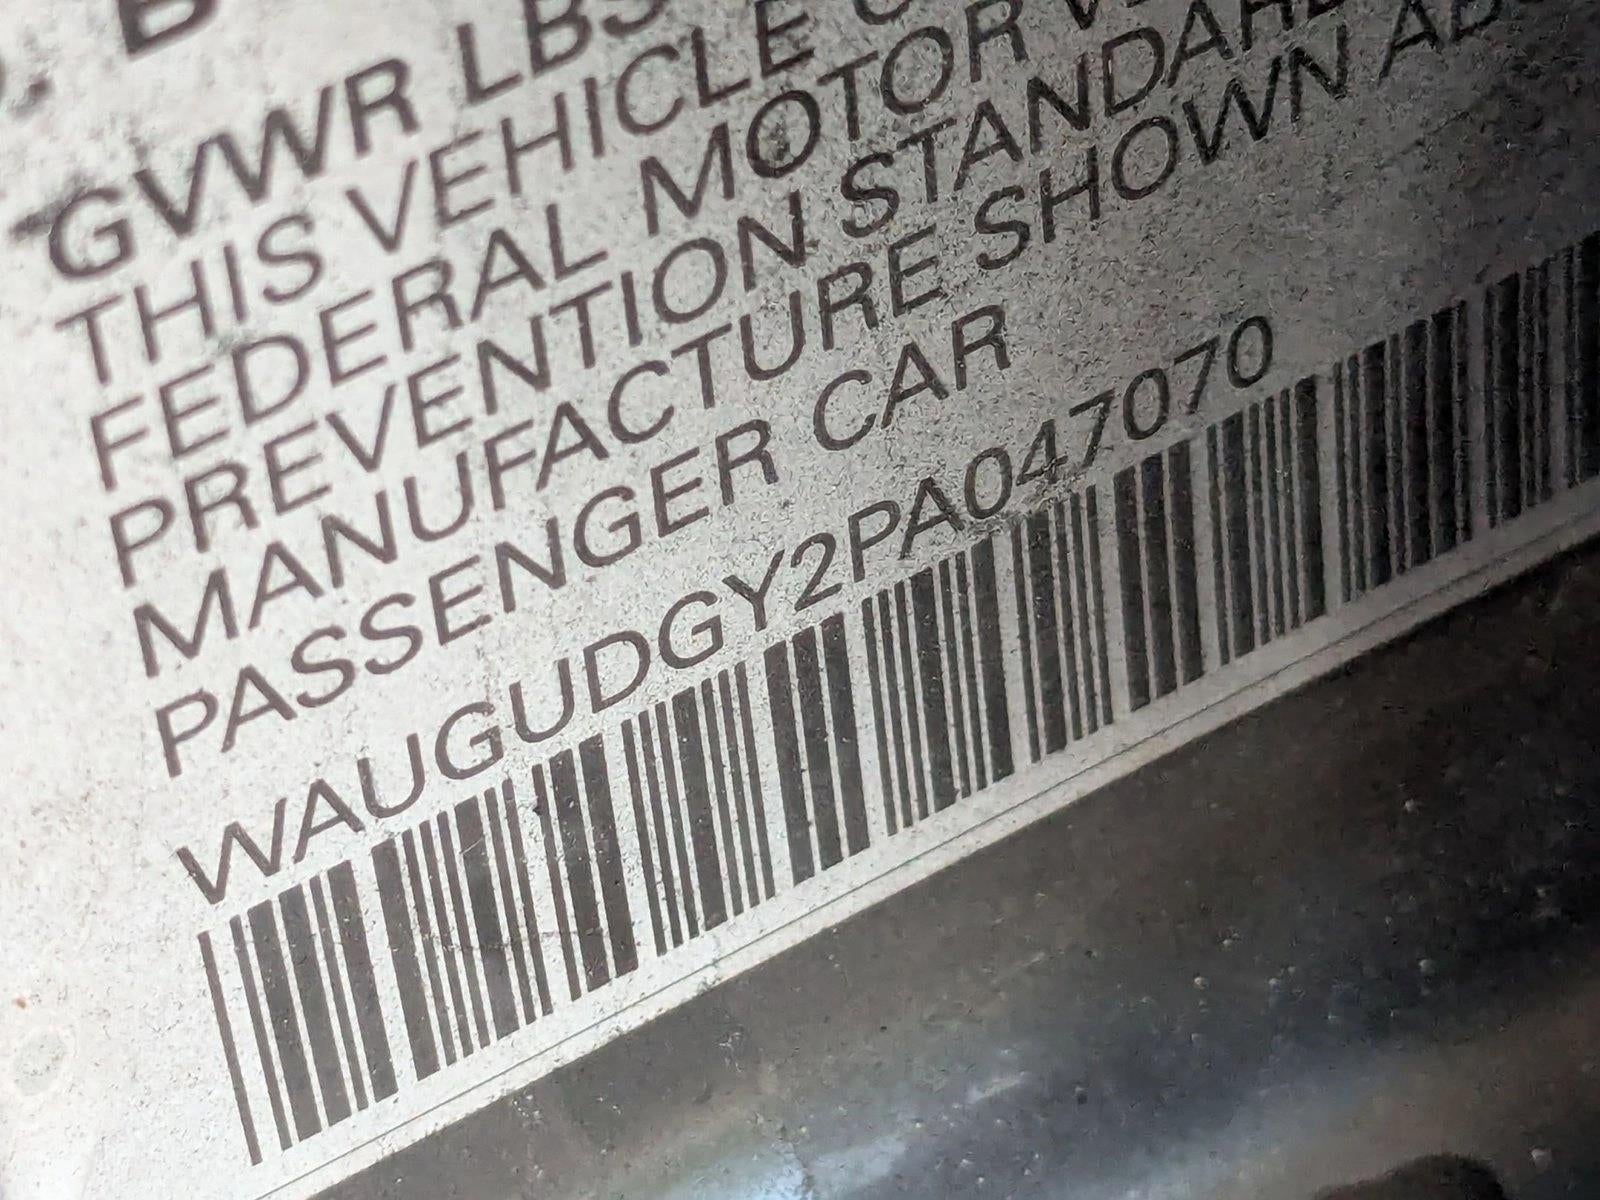 GVWR LBS
THIS VEHICLE
FEDERAL MOTOR
PREVENTION STANDARD
MANUFACTURE SHOWN
PASSENGER CAR
WAUGUDGY2PA047070